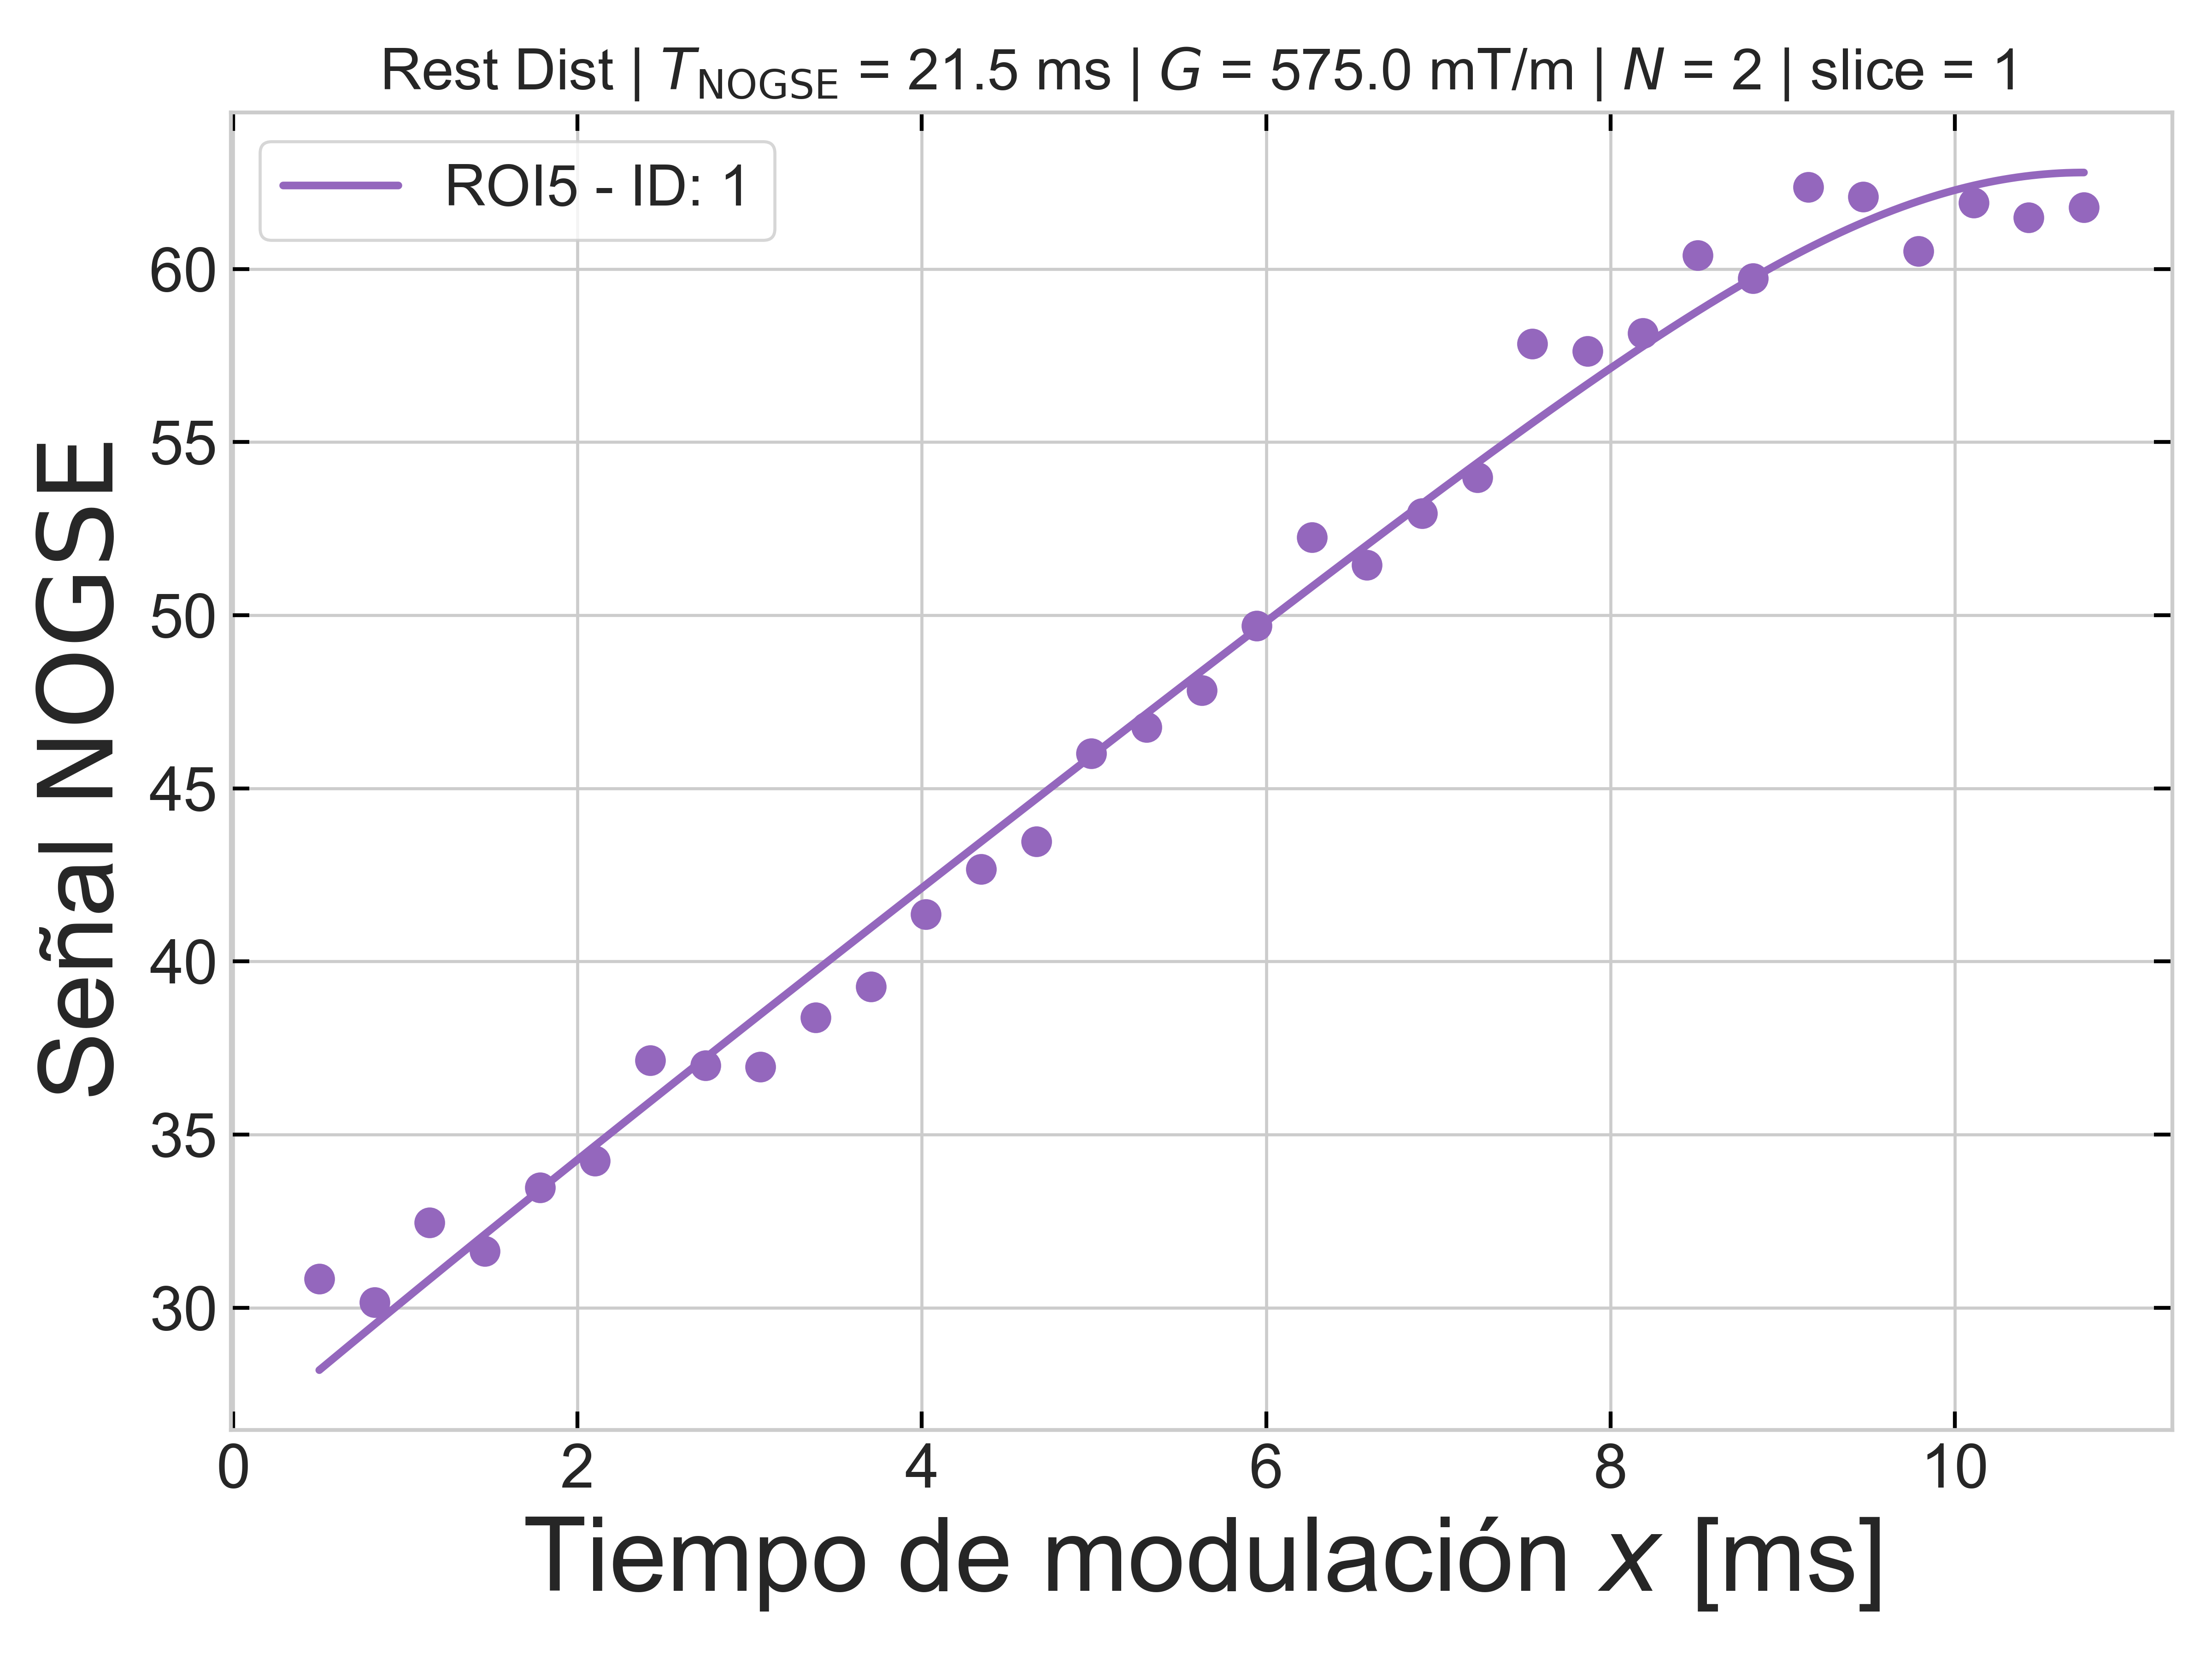 Rest Dist | T_NOGSE = 21.5 ms | G = 575.0 mT/m | N = 2 | slice = 1
ROI5 - ID: 1
Señal NOGSE
60
55
50
45
40
35
30
0 2 4 6 8 10
Tiempo de modulación x [ms]